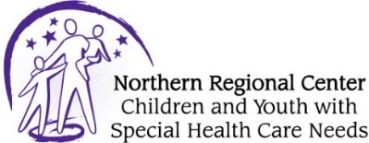 Northern Regional Center
Children and Youth with
Special Health Care Needs